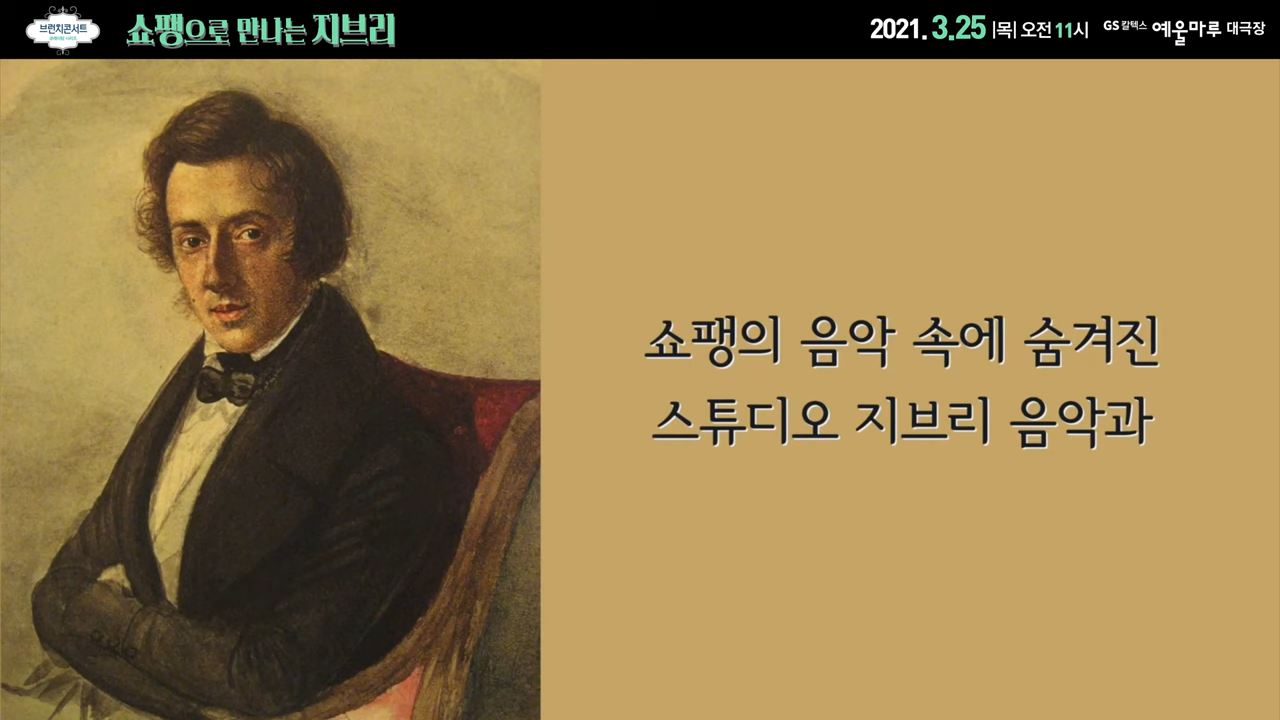 브런치콘서트
쇼팽으로 만나는 지브리
2021. 3.25 |목| 오전 11시
GS칼텍스 예울마루 대극장
쇼팽의 음악 속에 숨겨진
스튜디오 지브리 음악과